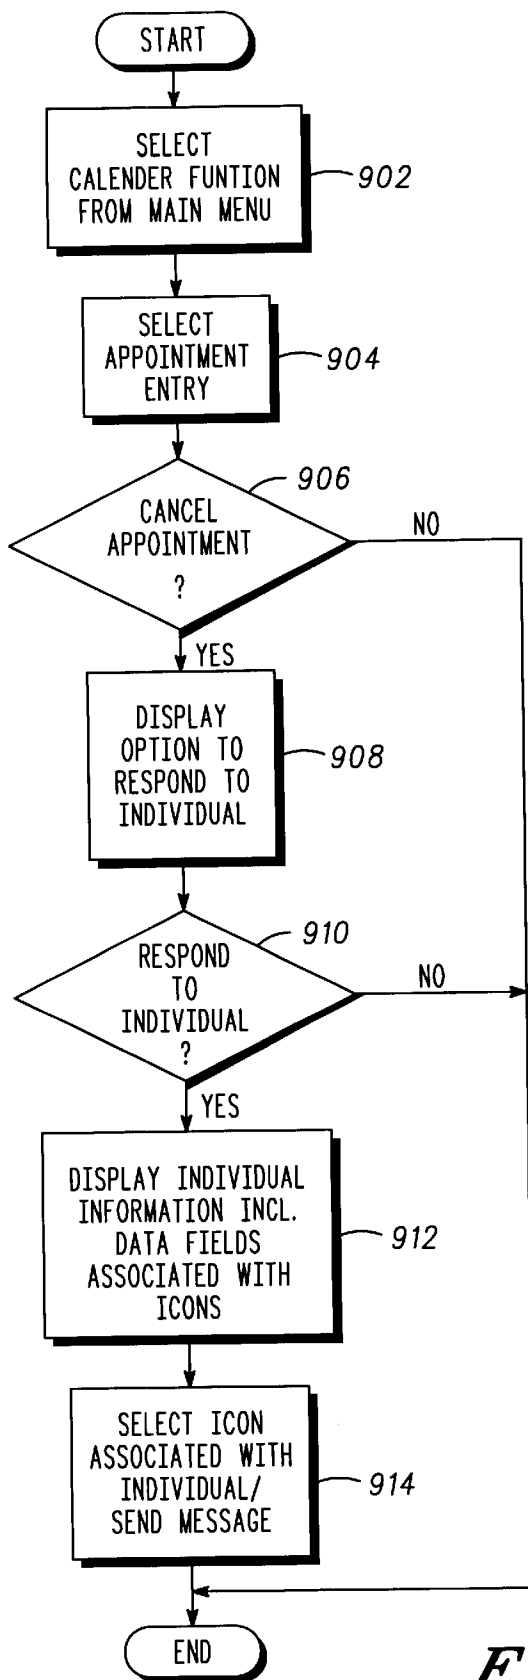 START
SELECT
CALENDER FUNTION
FROM MAIN MENU
902
SELECT
APPOINTMENT
ENTRY
904
CANCEL
APPOINTMENT
?
906
NO
YES
DISPLAY
OPTION TO
RESPOND TO
INDIVIDUAL
908
RESPOND
TO
INDIVIDUAL
?
910
NO
YES
DISPLAY INDIVIDUAL
INFORMATION INCL.
DATA FIELDS
ASSOCIATED WITH
ICONS
912
SELECT ICON
ASSOCIATED WITH
INDIVIDUAL/
SEND MESSAGE
914
END